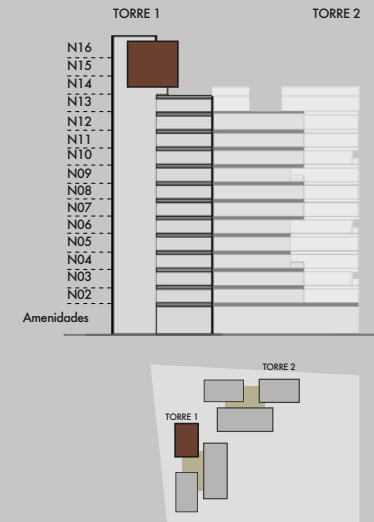 TORRE 1 TORRE 2
N16
N15
N14
N13
N12
N11
N10
N09
N08
N07
N06
N05
N04
N03
N02
Amenidades
TORRE 2
TORRE 1